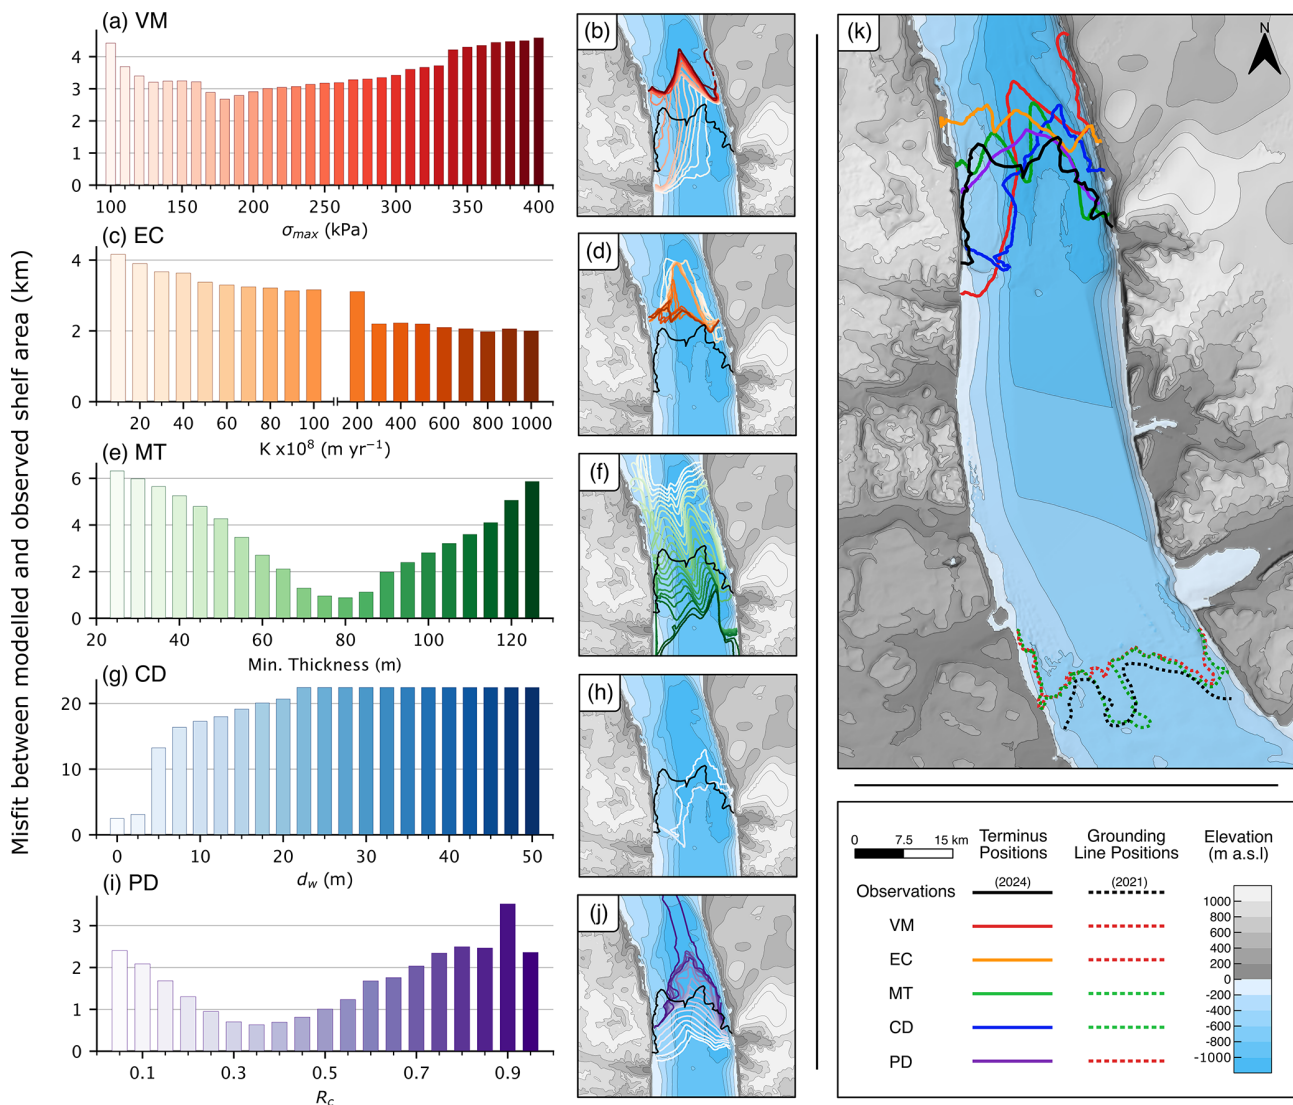 Misfit between modelled and observed shelf area (km)
(a) VM
4
3
2
1
0
100 150 200 250 300 350 400
σmax (kPa)
(b)
(c) EC
4
2
0
20 40 60 80 100 200 400 600 800 1000
K x10⁸ (m yr⁻¹)
(d)
(e) MT
6
4
2
0
20 40 60 80 100 120
Min. Thickness (m)
(f)
(g) CD
20
10
0
0 10 20 30 40 50
dw (m)
(h)
(i) PD
3
2
1
0
0.1 0.3 0.5 0.7 0.9
Rc
(j)
(k)
N
0 7.5 15 km
Terminus Grounding Elevation
Positions Line Positions (m a.s.l)
(2024) (2021)
Observations
VM
EC
MT
CD
PD
1000
800
600
400
200
0
-200
-400
-600
-800
-1000